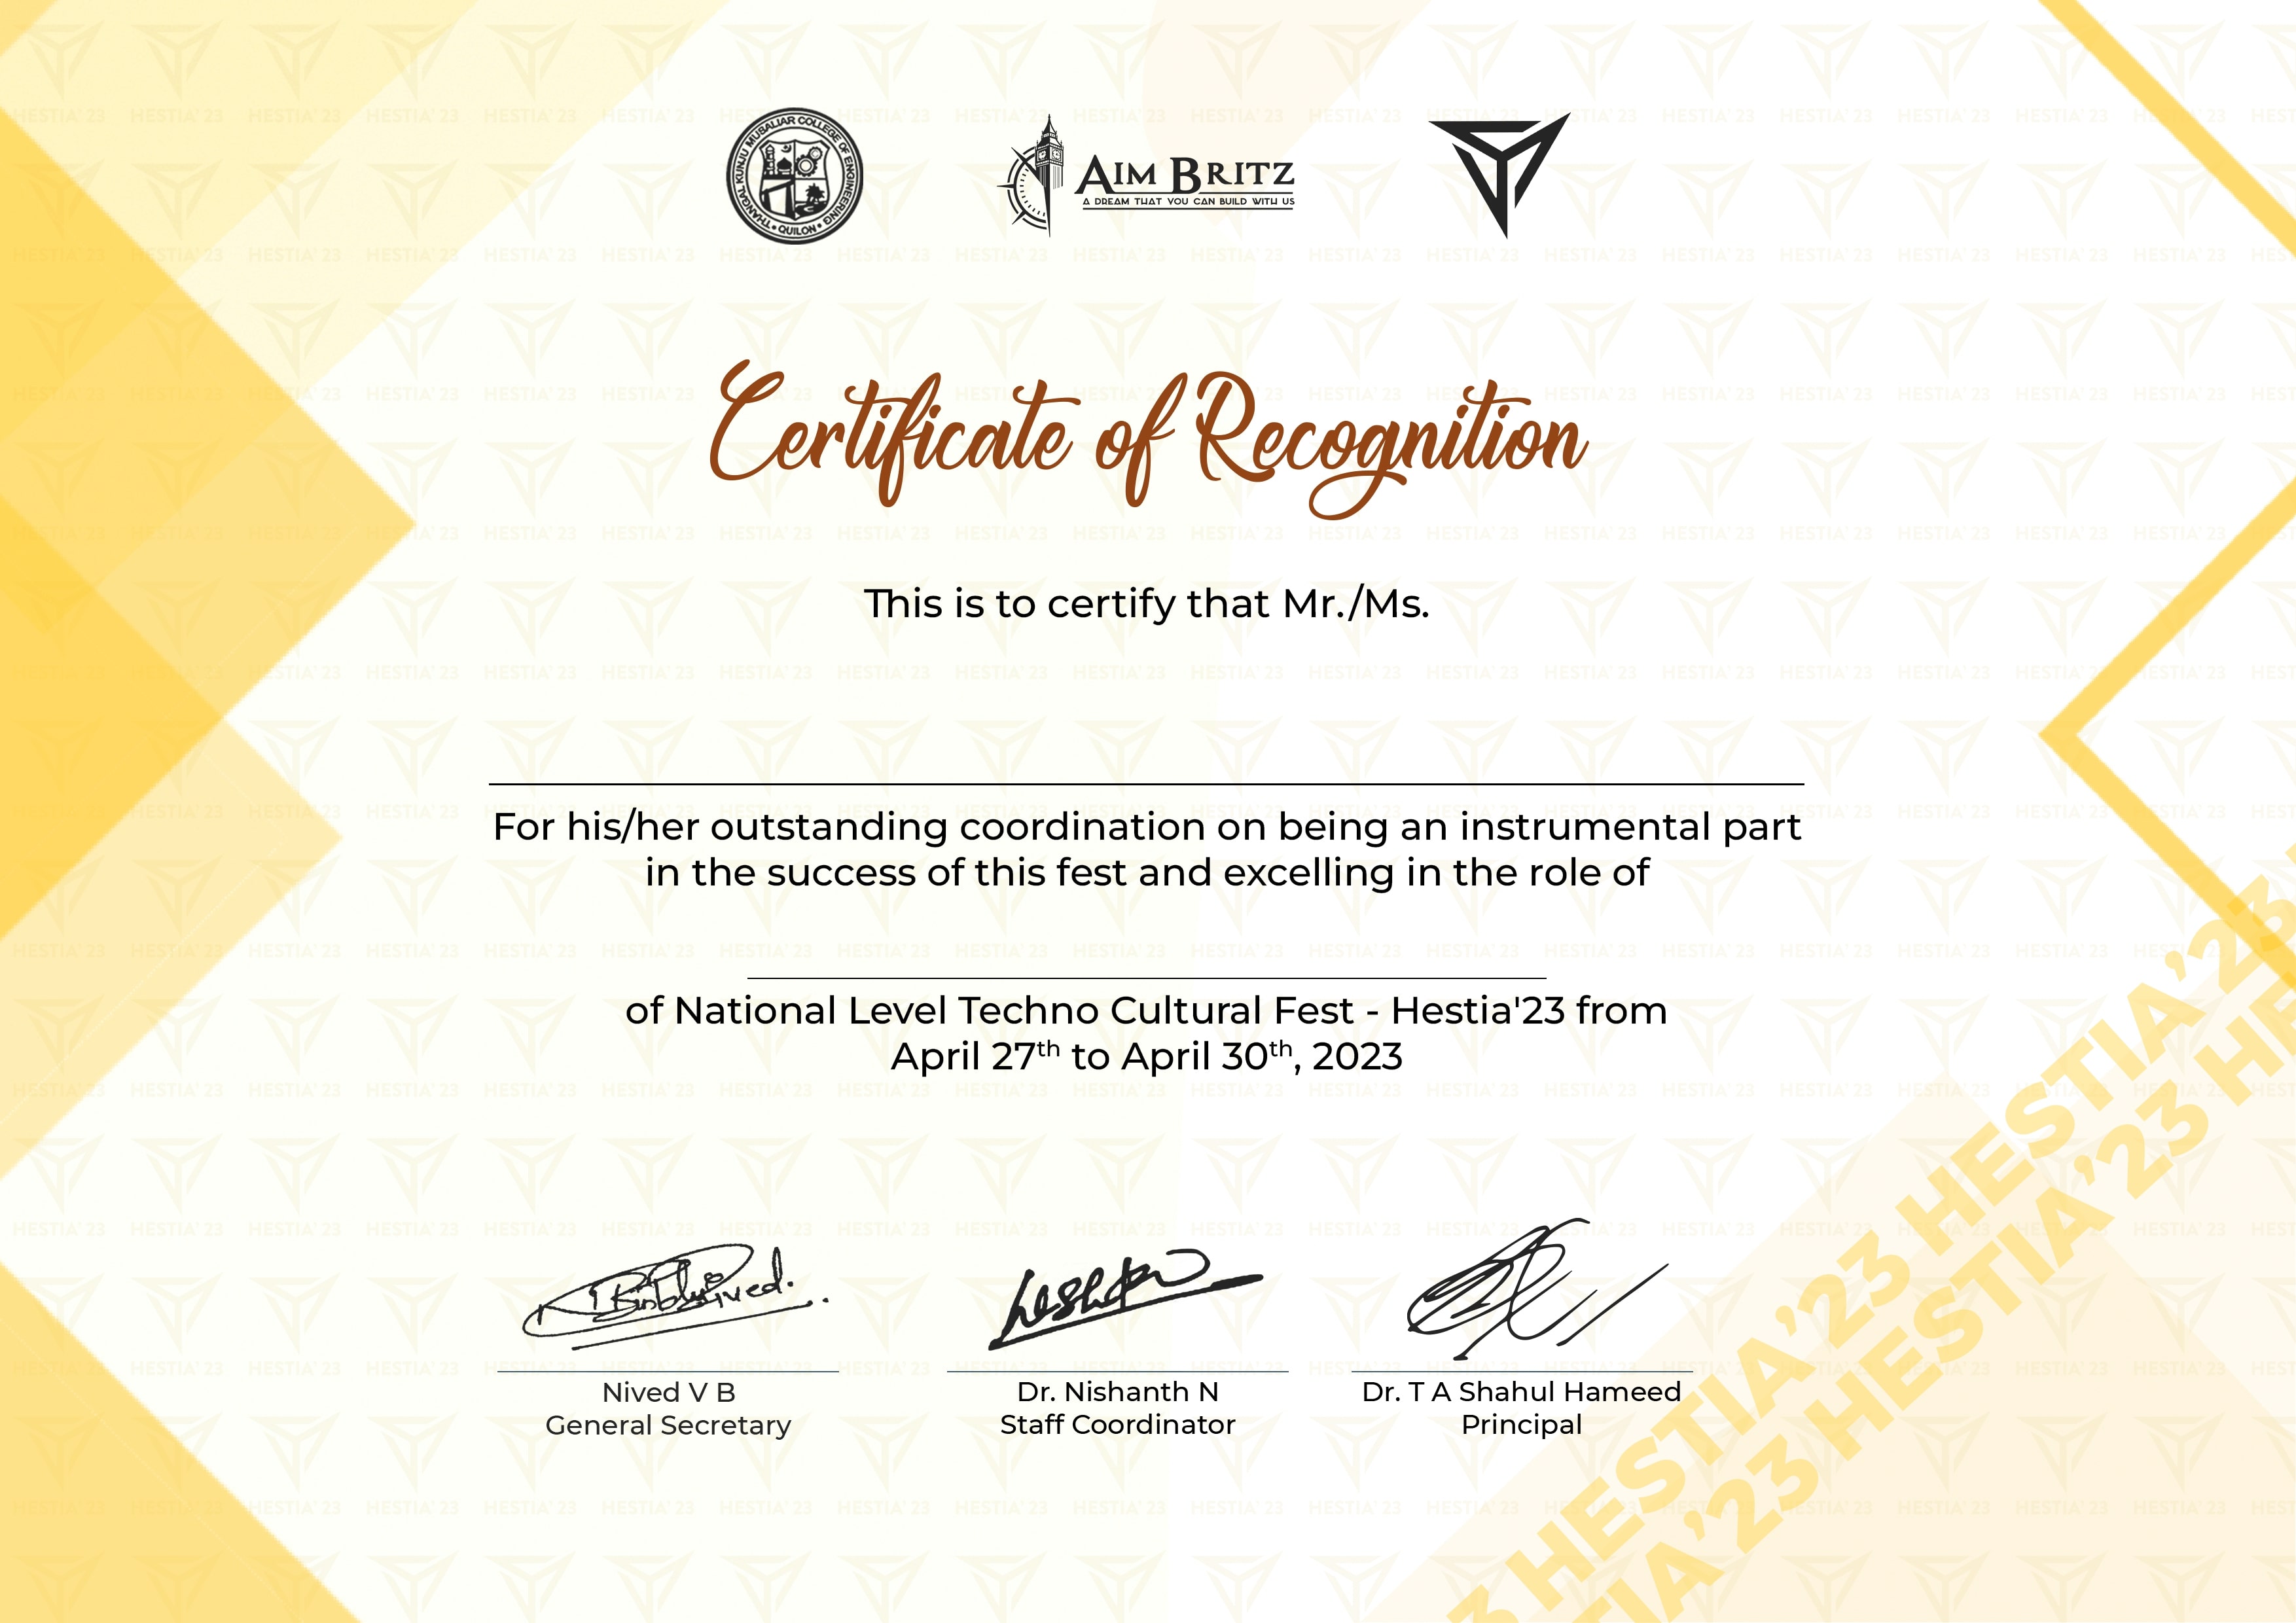 THANGAL KUNJU MUSALIAR COLLEGE OF ENGINEERING
• QUILON •
AIM BRITZ
A DREAM THAT YOU CAN BUILD WITH US
Certificate of Recognition
This is to certify that Mr./Ms.
For his/her outstanding coordination on being an instrumental part
in the success of this fest and excelling in the role of
of National Level Techno Cultural Fest - Hestia'23 from
April 27th to April 30th, 2023
Nived V B
General Secretary
Dr. Nishanth N
Staff Coordinator
Dr. T A Shahul Hameed
Principal
HESTIA'23 HESTIA'23
HESTIA'23 HESTIA'23